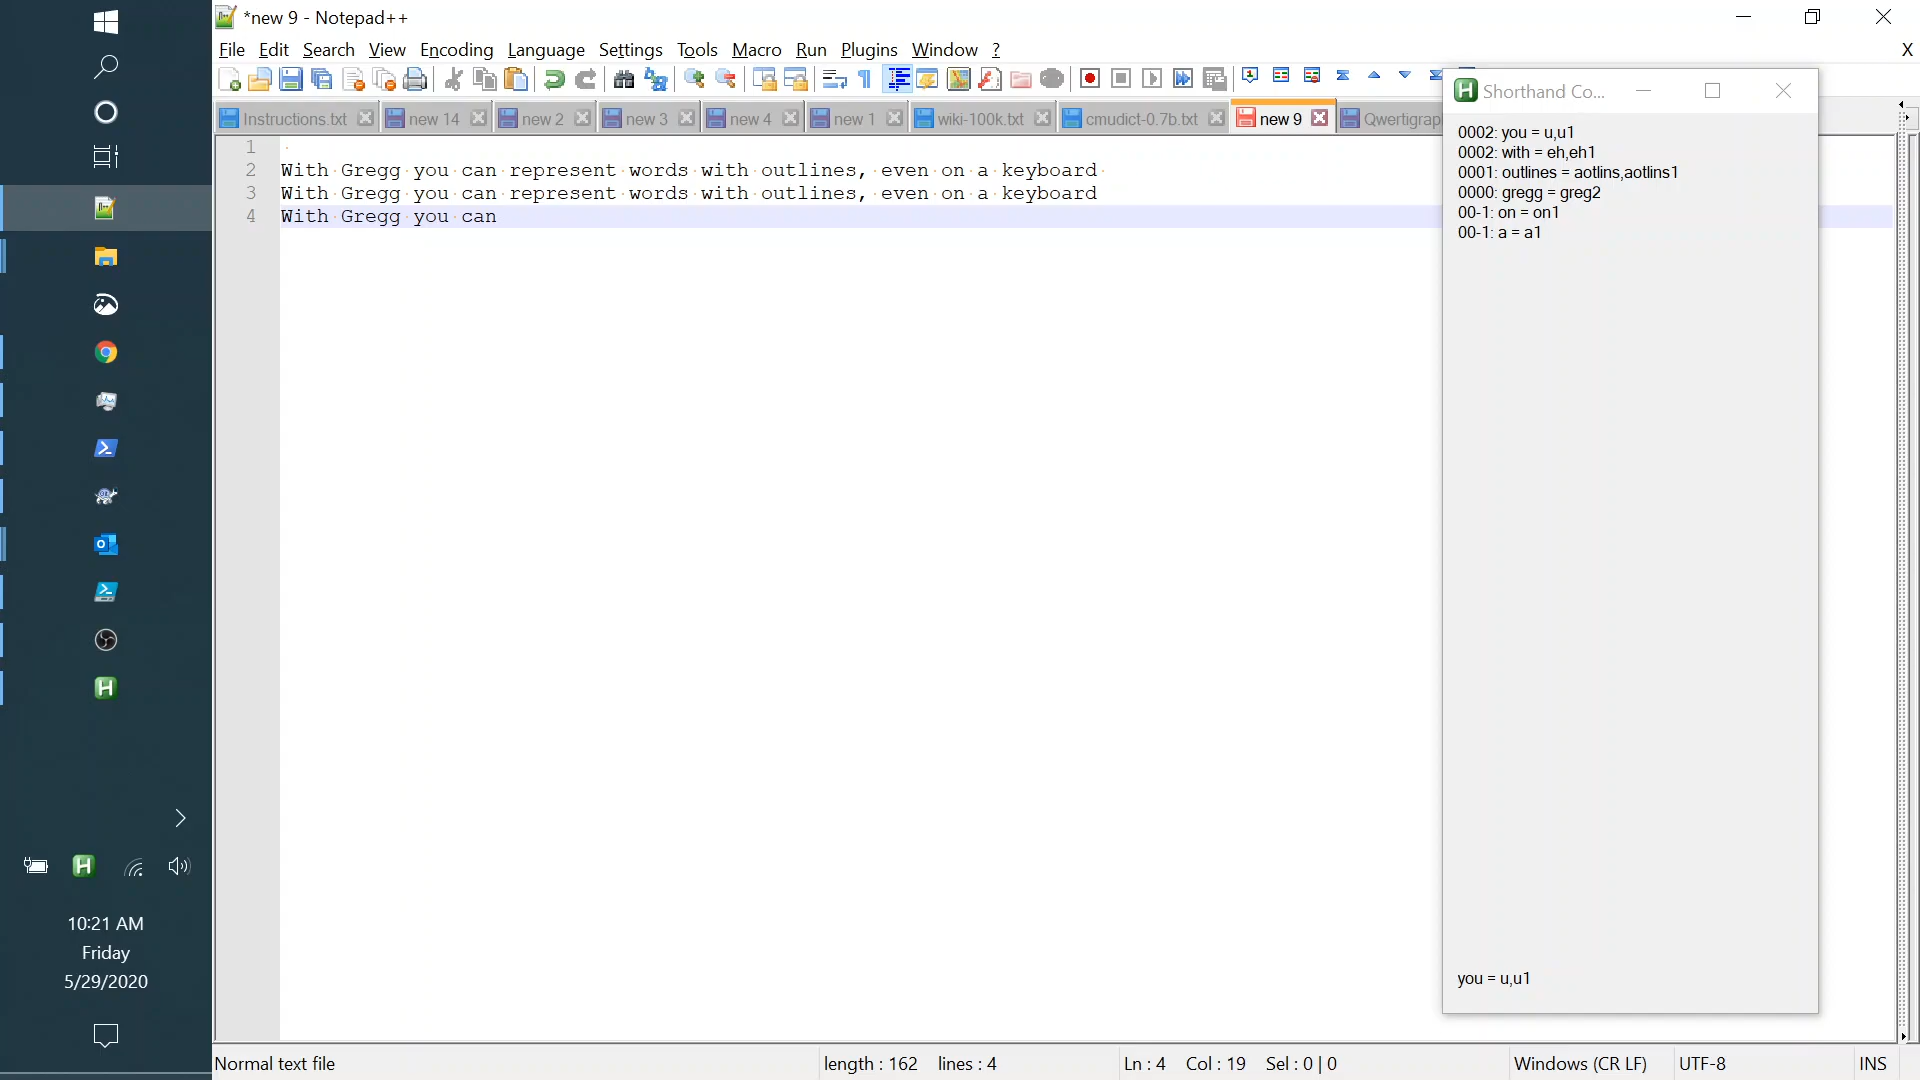 *new 9 - Notepad++
File Edit Search View Encoding Language Settings Tools Macro Run Plugins Window ? X
Instructions.txt new 14 new 2 new 3 new 4 new 1 wiki-100k.txt cmudict-0.7b.txt new 9 Qwertigrap
1
2 With Gregg you can represent words with outlines, even on a keyboard
3 With Gregg you can represent words with outlines, even on a keyboard
4 With Gregg you can
Shorthand Co...
0002: you = u,u1
0002: with = eh,eh1
0001: outlines = aotlins,aotlins1
0000: gregg = greg2
00-1: on = on1
00-1: a = a1
you = u,u1
10:21 AM
Friday
5/29/2020
Normal text file length : 162 lines : 4 Ln : 4 Col : 19 Sel : 0 | 0 Windows (CR LF) UTF-8 INS